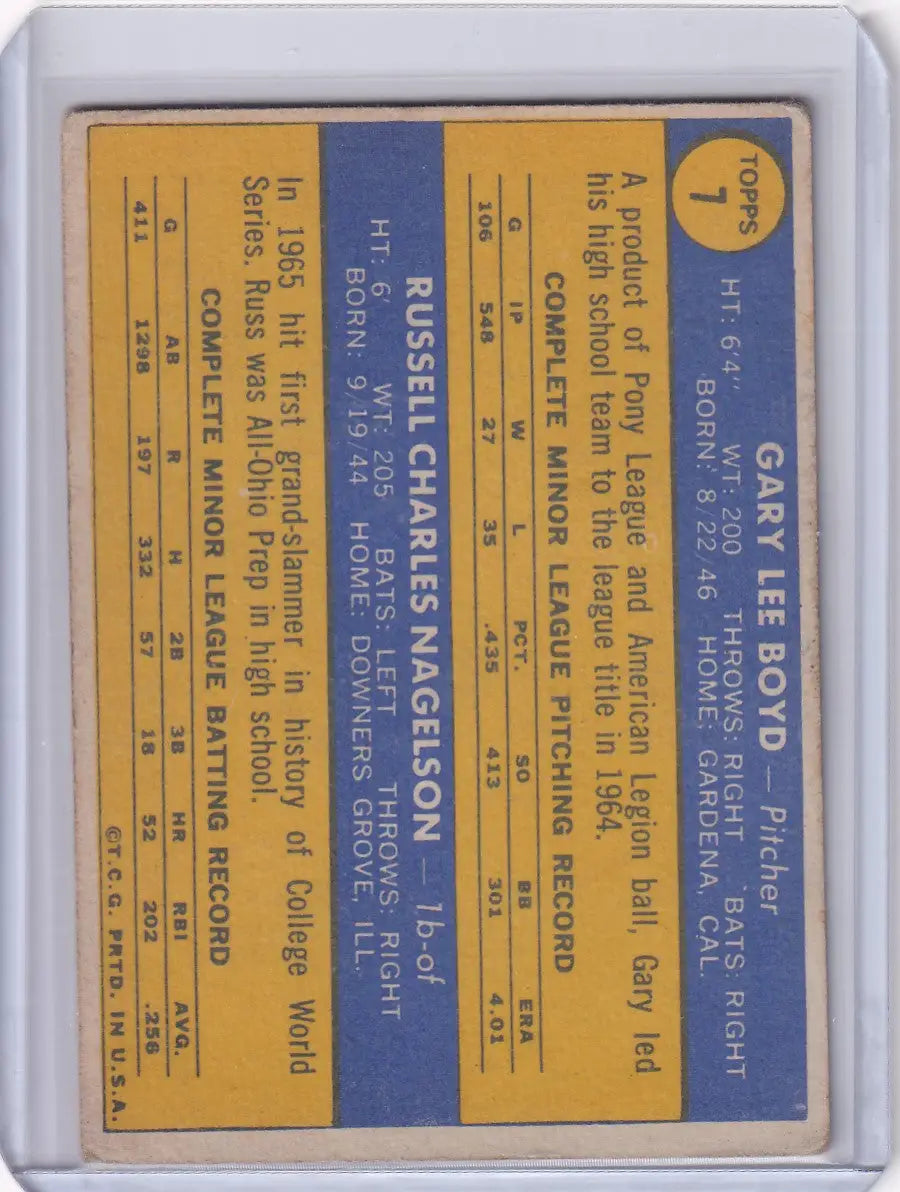 TOPPS
7
GARY LEE BOYD — Pitcher
HT: 6'4" WT: 200 THROWS: RIGHT BATS: RIGHT
BORN: 8/22/46 HOME: GARDENA, CAL.
A product of Pony League and American Legion ball, Gary led
his high school team to the league title in 1964.
COMPLETE MINOR LEAGUE PITCHING RECORD
G IP W L PCT. SO BB ERA
106 548 27 35 .435 413 301 4.01
RUSSELL CHARLES NAGELSON — 1b-of
HT: 6' WT: 205 BATS: LEFT THROWS: RIGHT
BORN: 9/19/44 HOME: DOWNERS GROVE, ILL.
In 1965 hit first grand-slammer in history of College World
Series. Russ was All-Ohio Prep in high school.
COMPLETE MINOR LEAGUE BATTING RECORD
G AB R H 2B 3B HR RBI AVG.
411 1298 197 332 57 18 52 202 .256
©T.C.G. PRTD. IN U.S.A.